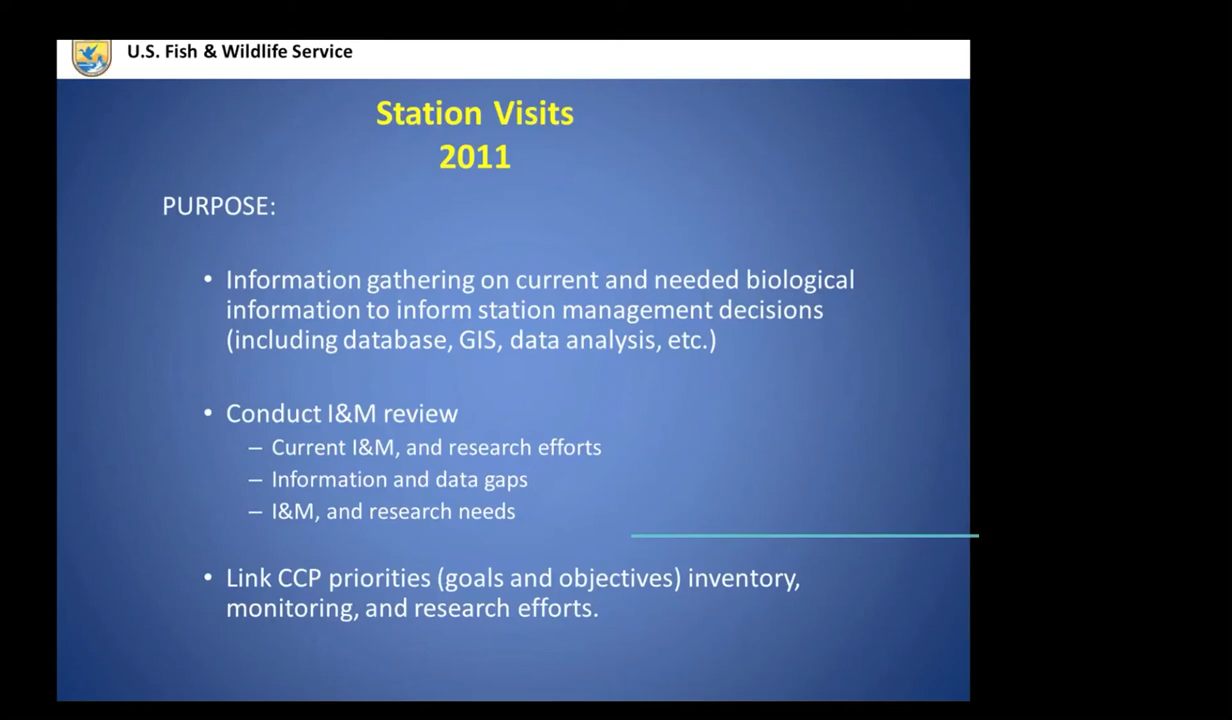 U.S. Fish & Wildlife Service
Station Visits
2011
PURPOSE:
• Information gathering on current and needed biological
information to inform station management decisions
(including database, GIS, data analysis, etc.)
• Conduct I&M review
– Current I&M, and research efforts
– Information and data gaps
– I&M, and research needs
• Link CCP priorities (goals and objectives) inventory,
monitoring, and research efforts.